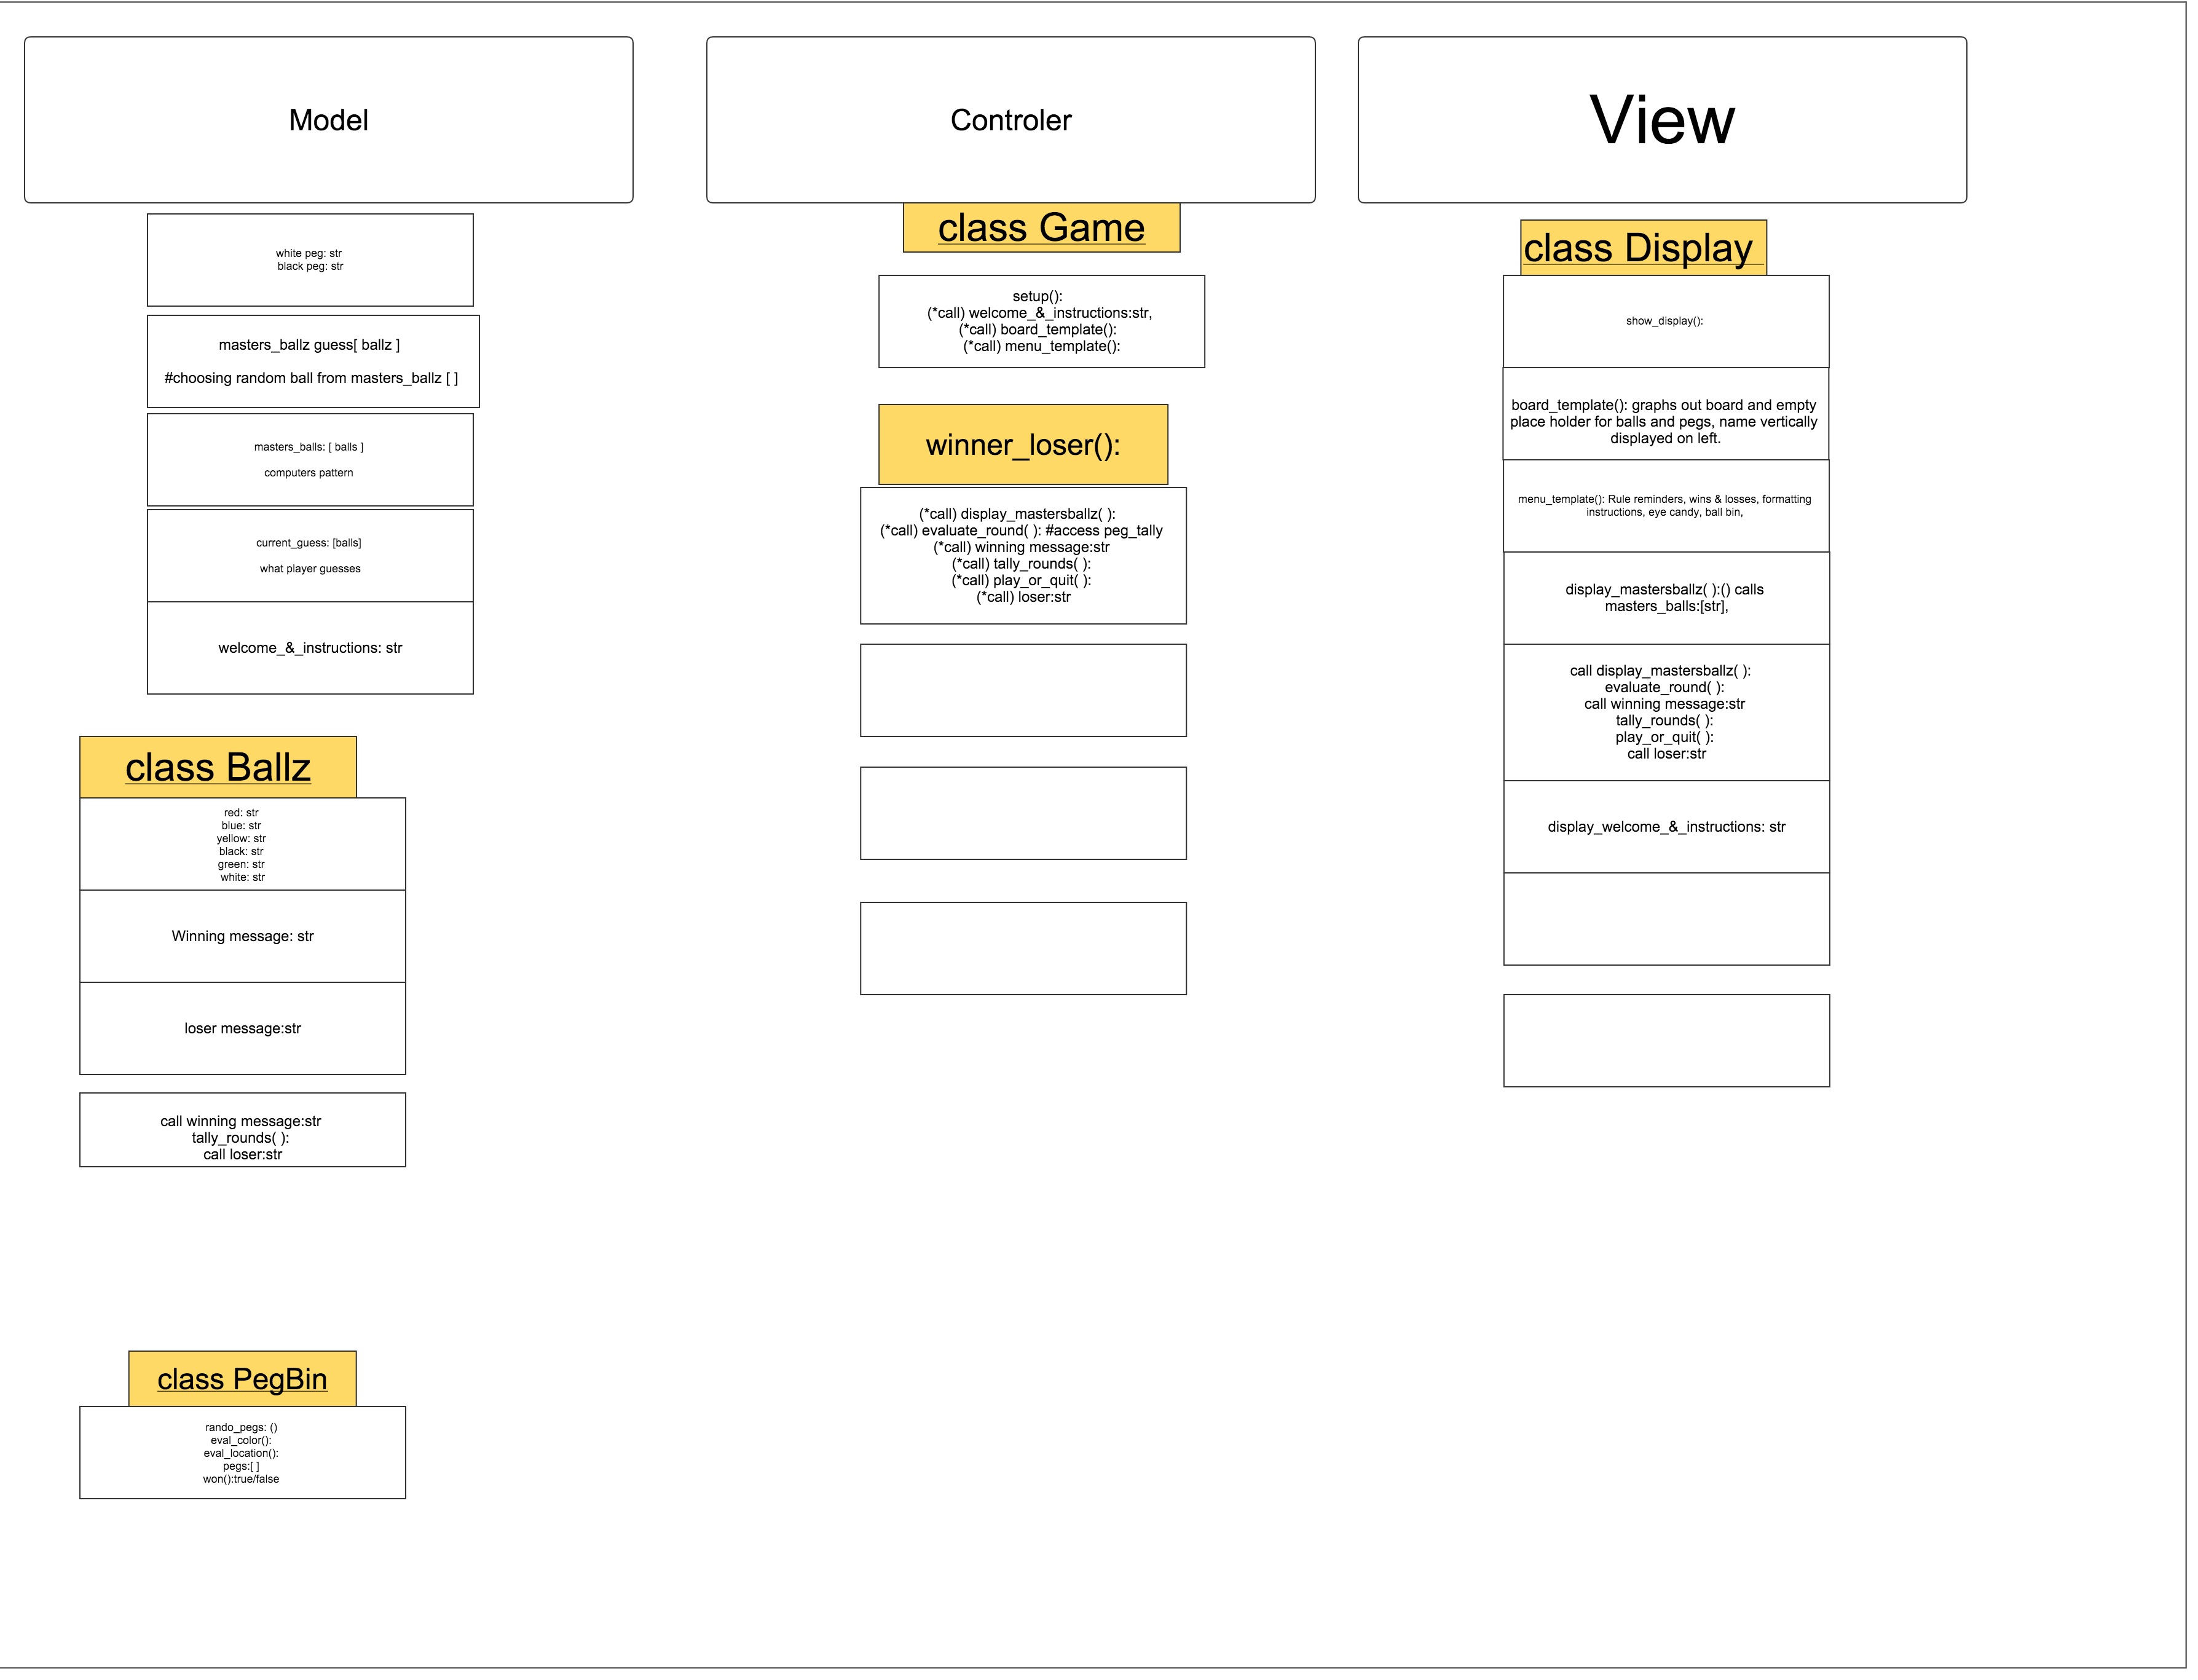 Model
white peg: str
black peg: str
masters_ballz guess[ ballz ]
#choosing random ball from masters_ballz [ ]
masters_balls: [ balls ]
computers pattern
current_guess: [balls]
what player guesses
welcome_&_instructions: str
class Ballz
red: str
blue: str
yellow: str
black: str
green: str
white: str
Winning message: str
loser message:str
call winning message:str
tally_rounds( ):
call loser:str
class PegBin
rando_pegs: ()
eval_color():
eval_location():
pegs:[ ]
won():true/false
Controler
class Game
setup():
(*call) welcome_&_instructions:str,
(*call) board_template():
(*call) menu_template():
winner_loser():
(*call) display_mastersballz( ):
(*call) evaluate_round( ): #access peg_tally
(*call) winning message:str
(*call) tally_rounds( ):
(*call) play_or_quit( ):
(*call) loser:str
View
class Display
show_display():
board_template(): graphs out board and empty
place holder for balls and pegs, name vertically
displayed on left.
menu_template(): Rule reminders, wins & losses, formatting
instructions, eye candy, ball bin,
display_mastersballz( ):() calls
masters_balls:[str],
call display_mastersballz( ):
evaluate_round( ):
call winning message:str
tally_rounds( ):
play_or_quit( ):
call loser:str
display_welcome_&_instructions: str